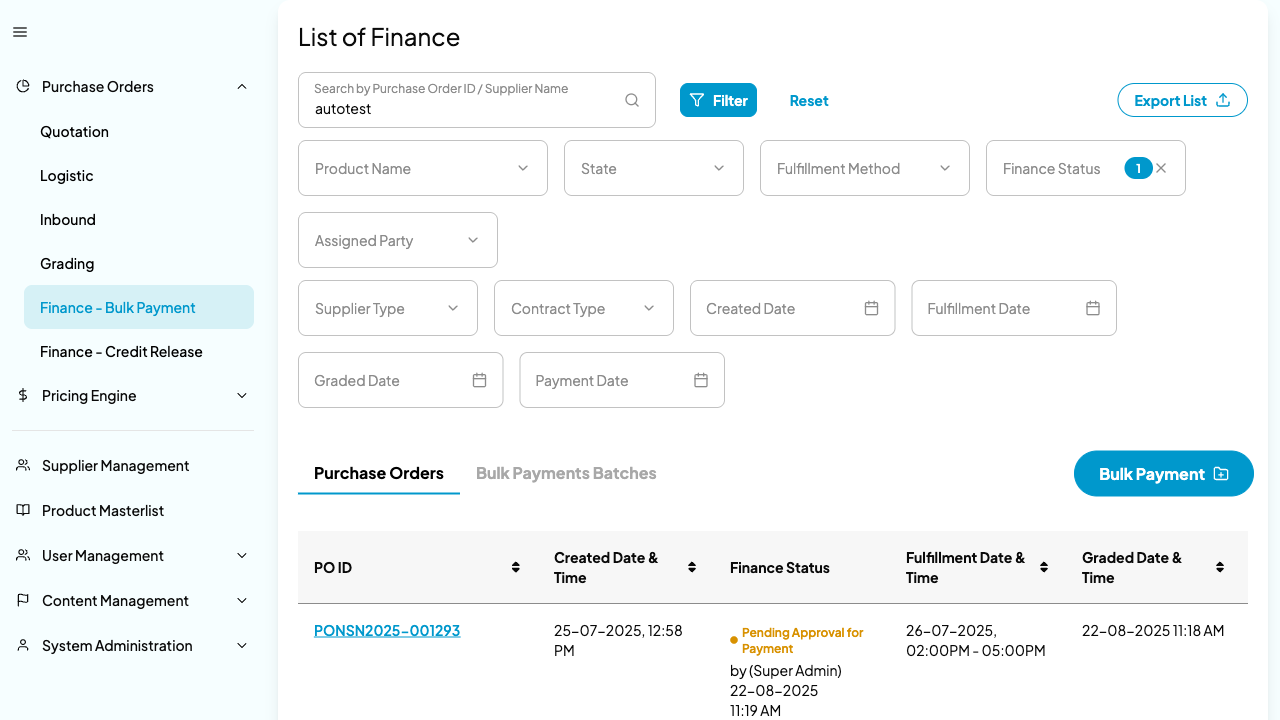 List of Finance
Purchase Orders
Quotation
Logistic
Inbound
Grading
Finance - Bulk Payment
Finance - Credit Release
Pricing Engine
Supplier Management
Product Masterlist
User Management
Content Management
System Administration
Search by Purchase Order ID / Supplier Name
autotest
Filter
Reset
Export List
Product Name
State
Fulfillment Method
Finance Status
1
Assigned Party
Supplier Type
Contract Type
Created Date
Fulfillment Date
Graded Date
Payment Date
Purchase Orders
Bulk Payments Batches
Bulk Payment
PO ID
Created Date &
Time
Finance Status
Fulfillment Date &
Time
Graded Date &
Time
PONSN2025-001293
25-07-2025, 12:58
PM
Pending Approval for
Payment
by (Super Admin)
22-08-2025
11:19 AM
26-07-2025,
02:00PM - 05:00PM
22-08-2025 11:18 AM